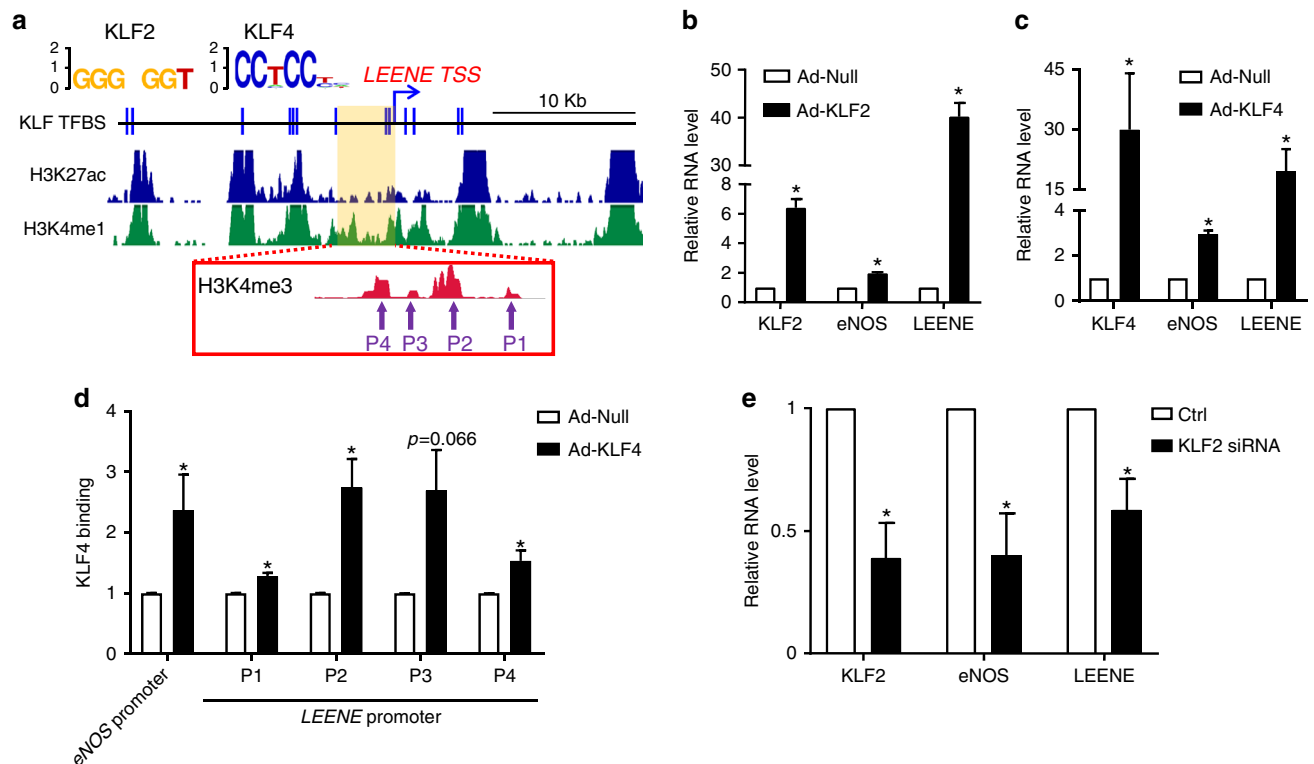 a
KLF2
KLF4
2
1
0
GGG GGT
2
1
0
CCTCC
LEENE TSS
10 Kb
KLF TFBS
H3K27ac
H3K4me1
H3K4me3
P4 P3 P2 P1
b
Ad-Null
Ad-KLF2
Relative RNA level
50
40
30
8
6
4
2
0
* * *
KLF2 eNOS LEENE
c
Ad-Null
Ad-KLF4
Relative RNA level
45
30
15
4
2
0
* * *
KLF4 eNOS LEENE
d
Ad-Null
Ad-KLF4
KLF4 binding
4
3
2
1
0
* * * p=0.066 *
eNOS promoter P1 P2 P3 P4
LEENE promoter
e
Ctrl
KLF2 siRNA
Relative RNA level
1
0.5
0
* * *
KLF2 eNOS LEENE